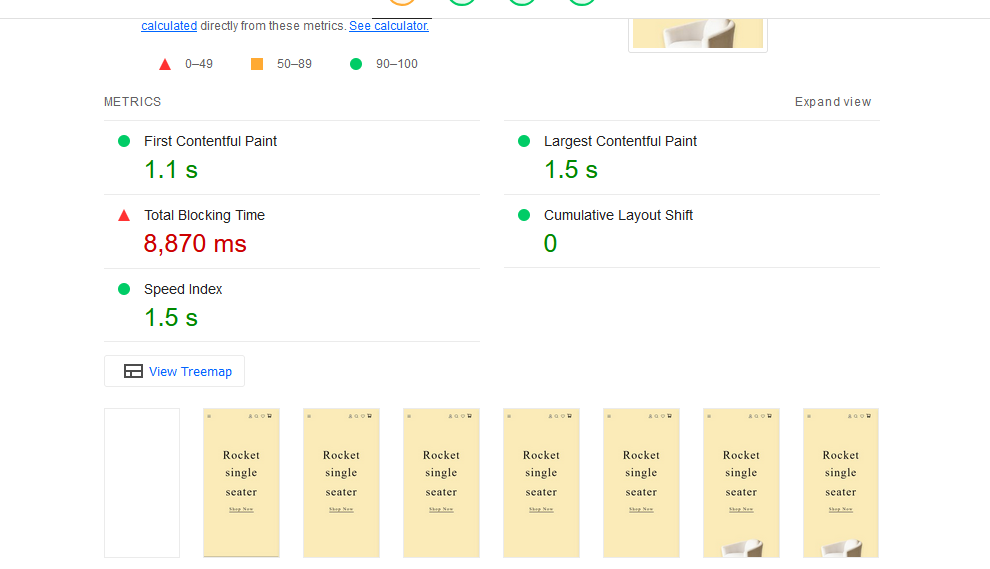 calculated directly from these metrics. See calculator.
0–49 50–89 90–100
METRICS Expand view
First Contentful Paint
1.1 s
Largest Contentful Paint
1.5 s
Total Blocking Time
8,870 ms
Cumulative Layout Shift
0
Speed Index
1.5 s
View Treemap
Rocket Rocket Rocket Rocket Rocket Rocket Rocket
single single single single single single single
seater seater seater seater seater seater seater
Shop Now Shop Now Shop Now Shop Now Shop Now Shop Now Shop Now